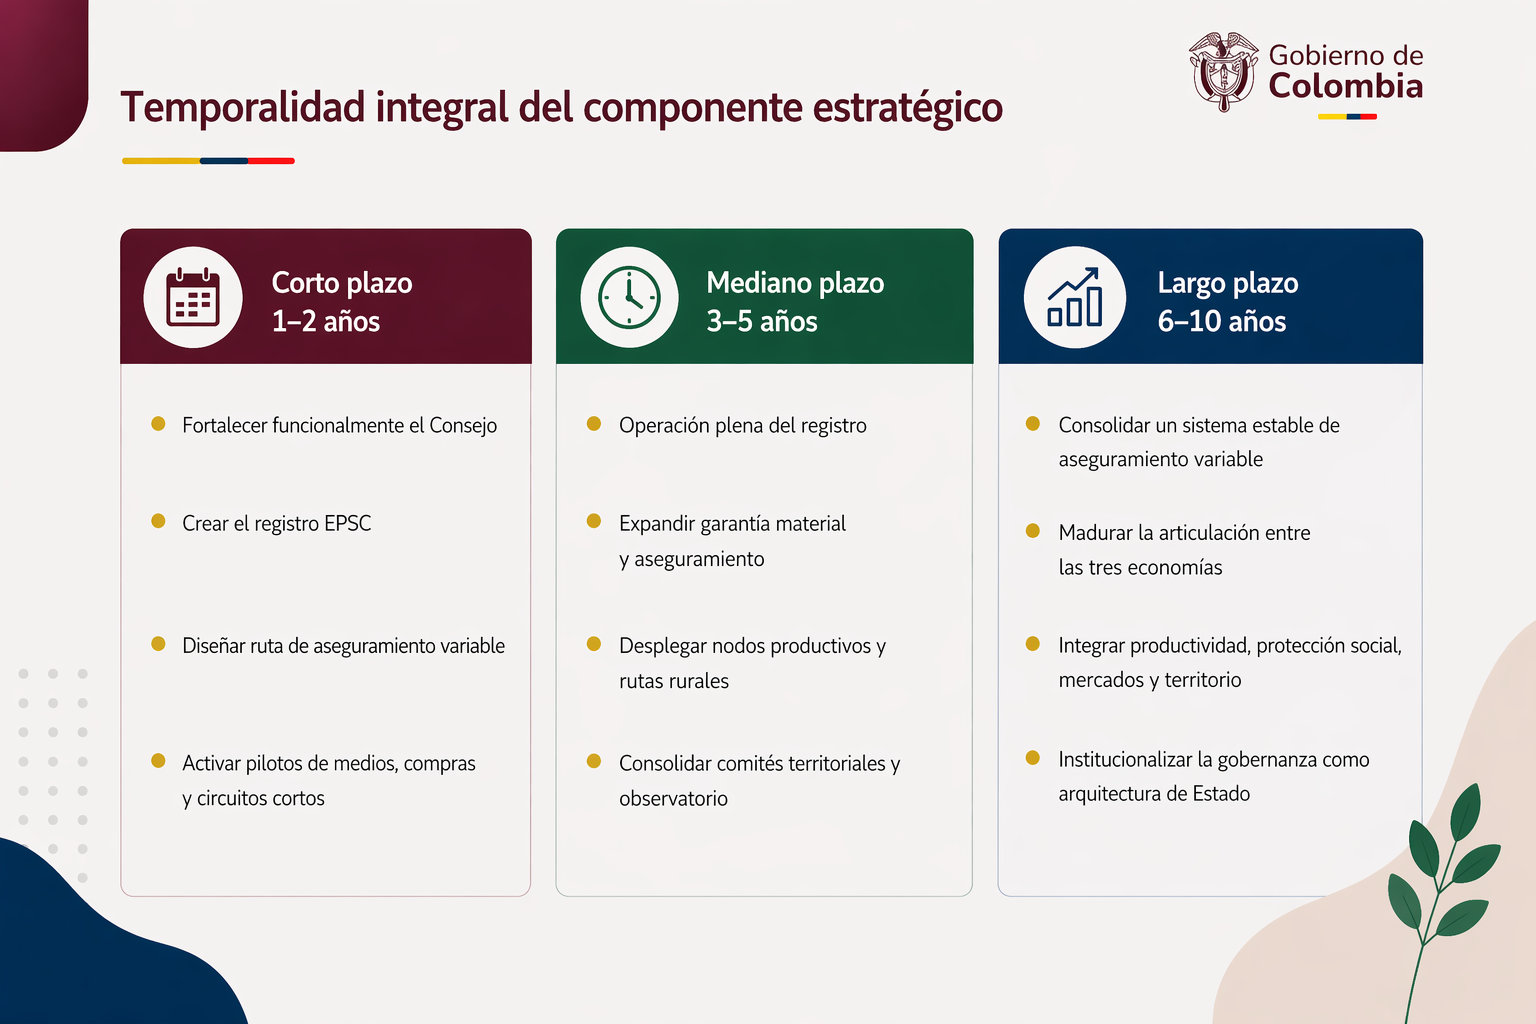 Gobierno de
Colombia
Temporalidad integral del componente estratégico
Corto plazo
1–2 años
Fortalecer funcionalmente el Consejo
Crear el registro EPSC
Diseñar ruta de aseguramiento variable
Activar pilotos de medios, compras
y circuitos cortos
Mediano plazo
3–5 años
Operación plena del registro
Expandir garantía material
y aseguramiento
Desplegar nodos productivos y
rutas rurales
Consolidar comités territoriales y
observatorio
Largo plazo
6–10 años
Consolidar un sistema estable de
aseguramiento variable
Madurar la articulación entre
las tres economías
Integrar productividad, protección social,
mercados y territorio
Institucionalizar la gobernanza como
arquitectura de Estado